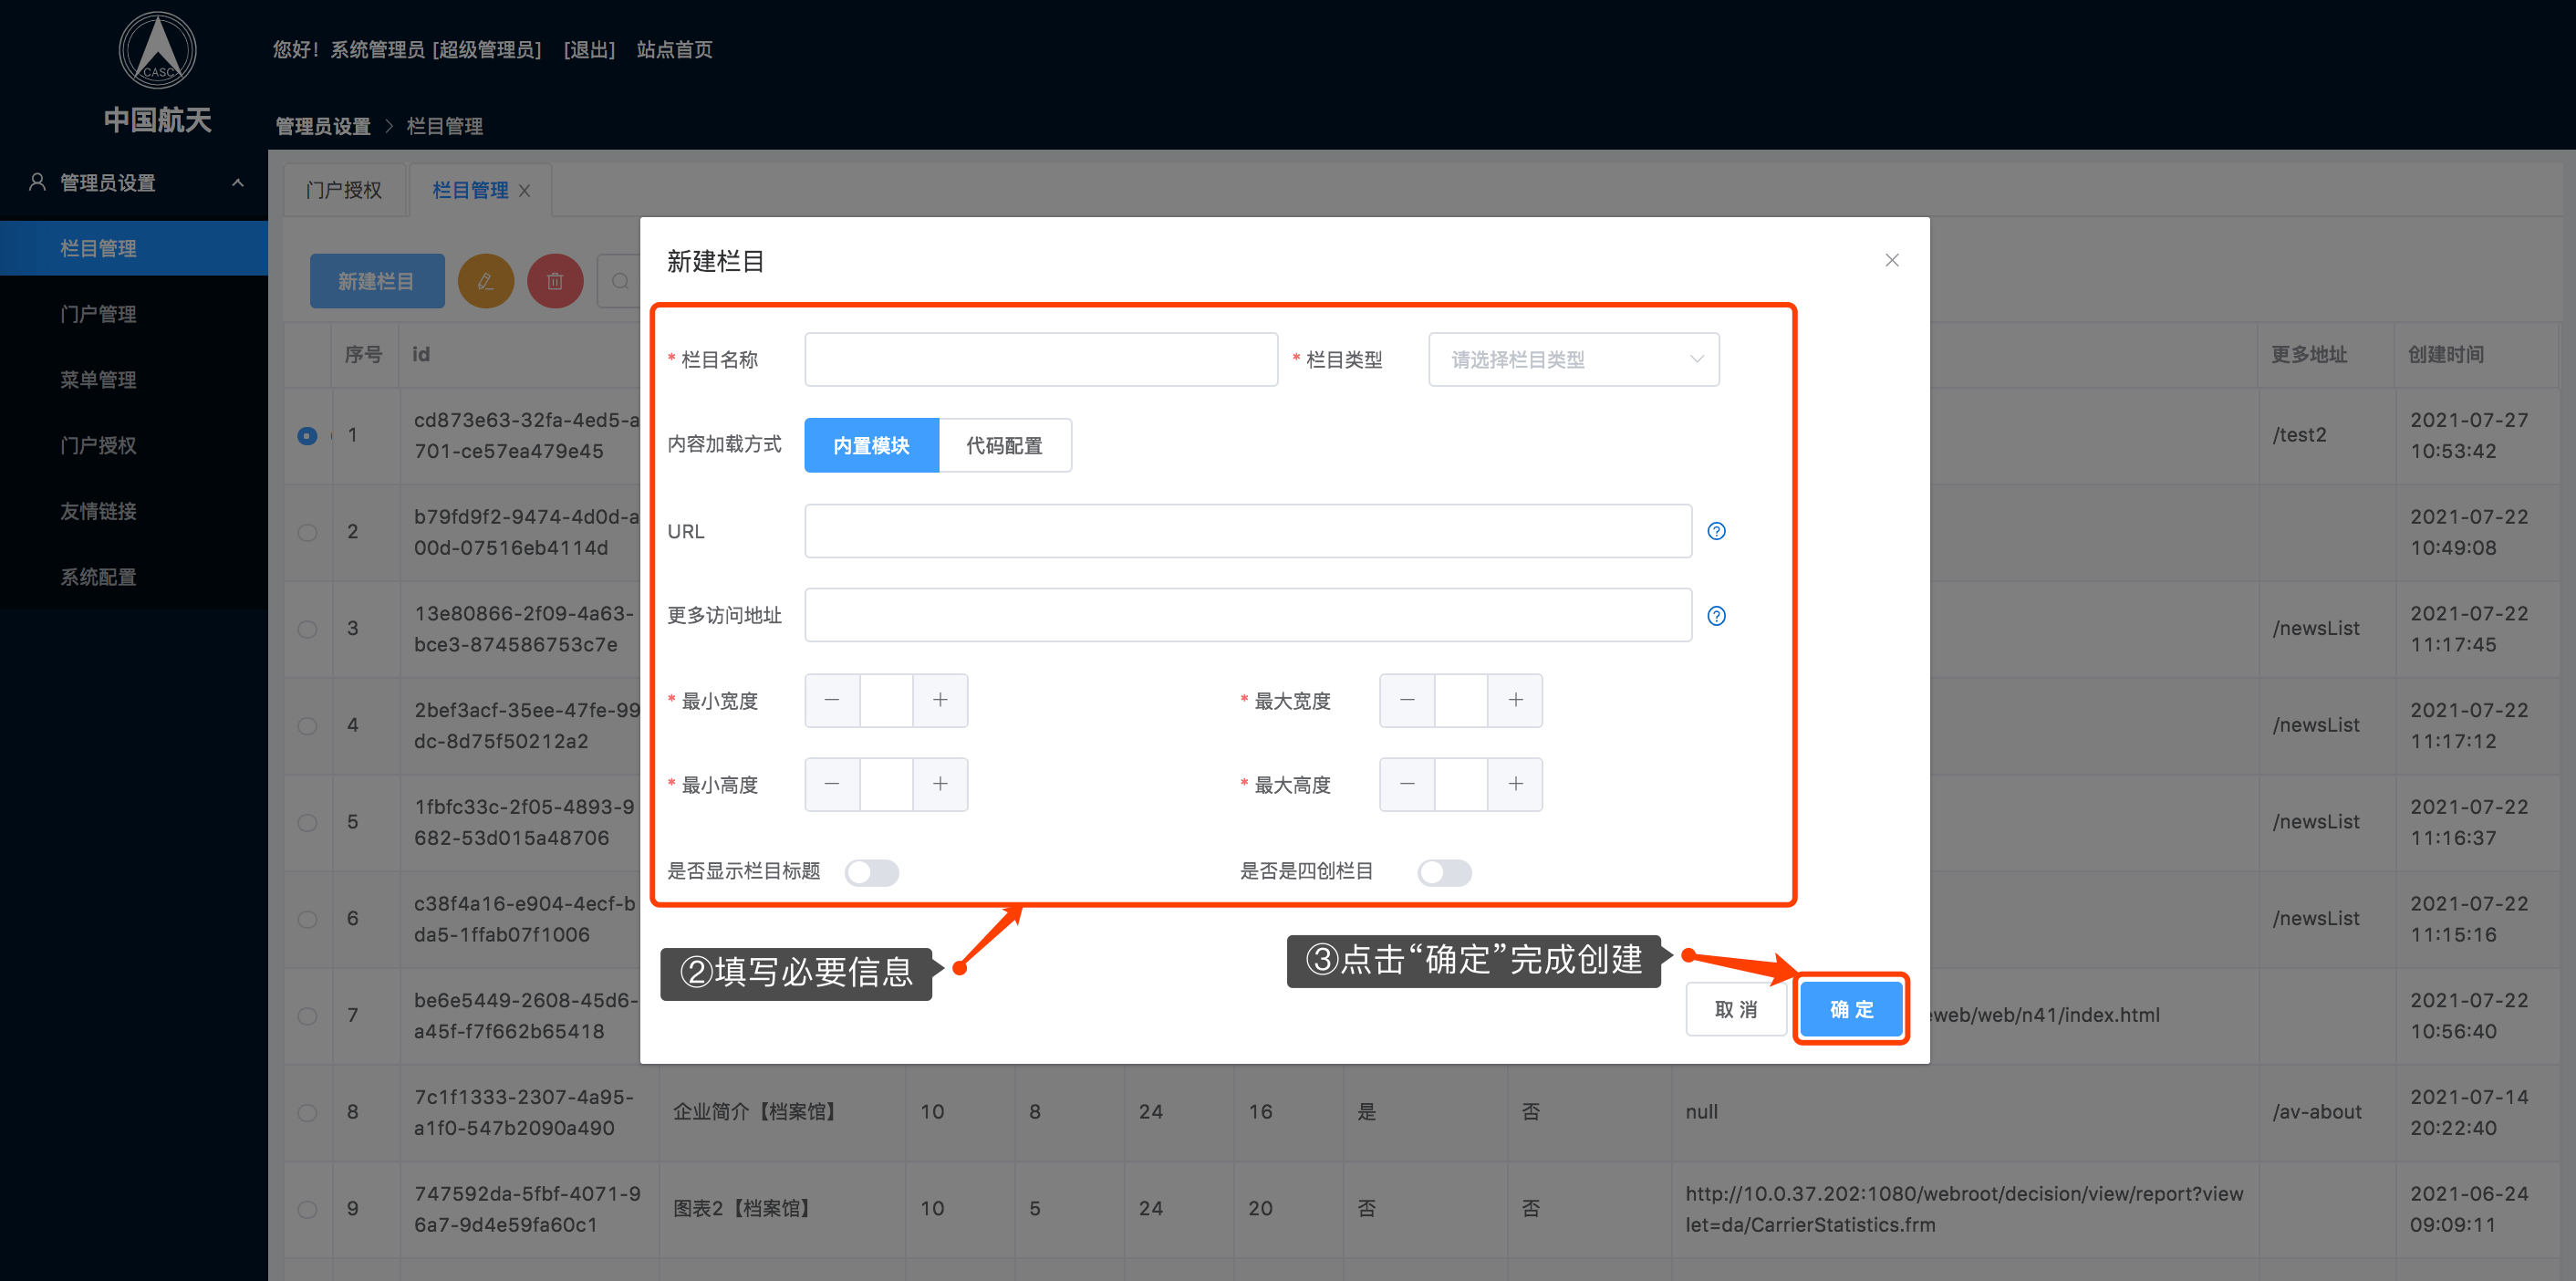 CASC
中国航天
您好！系统管理员 [超级管理员] [退出] 站点首页
管理员设置 > 栏目管理
管理员设置
栏目管理
门户管理
菜单管理
门户授权
友情链接
系统配置
门户授权 栏目管理
新建栏目
序号 id 更多地址 创建时间
新建栏目
* 栏目名称 * 栏目类型 请选择栏目类型
内容加载方式 内置模块 代码配置
URL
更多访问地址
* 最小宽度 * 最大宽度
* 最小高度 * 最大高度
是否显示栏目标题 是否是四创栏目
②填写必要信息
③点击“确定”完成创建
取 消 确 定
1 cd873e63-32fa-4ed5-a /test2 2021-07-27
701-ce57ea479e45 10:53:42
2 b79fd9f2-9474-4d0d-a 2021-07-22
00d-07516eb4114d 10:49:08
3 13e80866-2f09-4a63- /newsList 2021-07-22
bce3-874586753c7e 11:17:45
4 2bef3acf-35ee-47fe-99 /newsList 2021-07-22
dc-8d75f50212a2 11:17:12
5 1fbfc33c-2f05-4893-9 /newsList 2021-07-22
682-53d015a48706 11:16:37
6 c38f4a16-e904-4ecf-b /newsList 2021-07-22
da5-1ffab07f1006 11:15:16
7 be6e5449-2608-45d6- eweb/web/n41/index.html 2021-07-22
a45f-f7f662b65418 10:56:40
8 7c1f1333-2307-4a95- 企业简介【档案馆】 10 8 24 16 是 否 null /av-about 2021-07-14
a1f0-547b2090a490 20:22:40
9 747592da-5fbf-4071-9 图表2【档案馆】 10 5 24 20 否 否 http://10.0.37.202:1080/webroot/decision/view/report?view 2021-06-24
6a7-9d4e59fa60c1 let=da/CarrierStatistics.frm 09:09:11